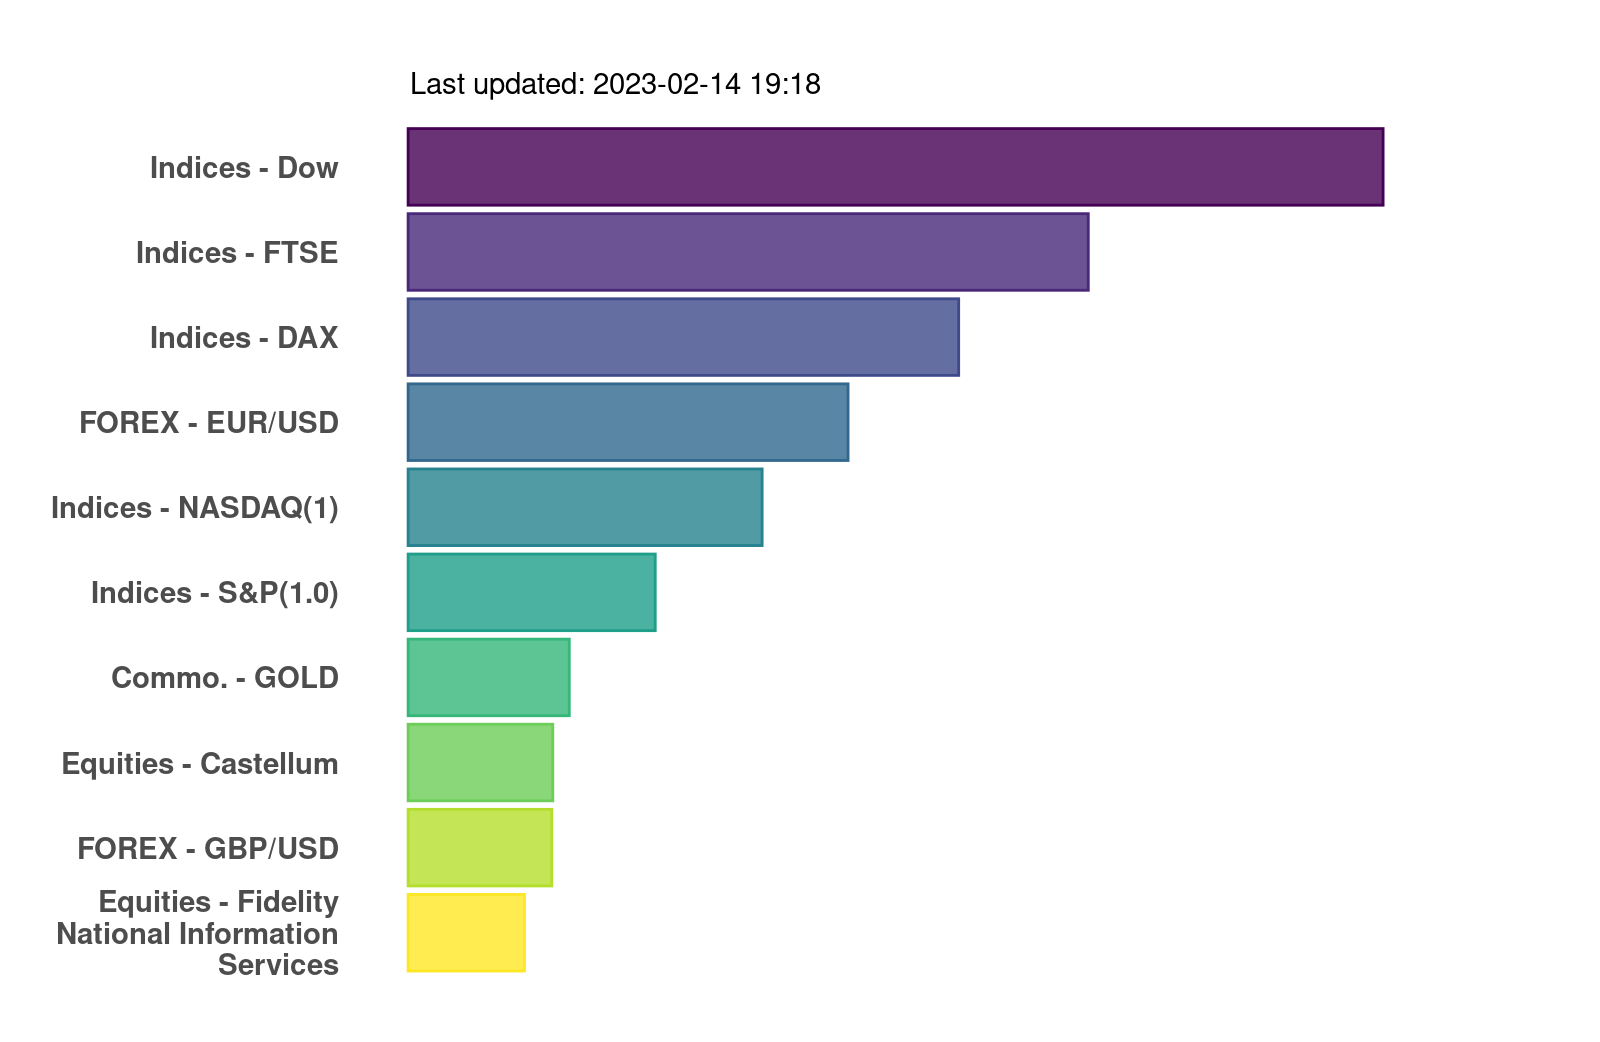 Last updated: 2023-02-14 19:18
Indices - Dow
Indices - FTSE
Indices - DAX
FOREX - EUR/USD
Indices - NASDAQ(1)
Indices - S&P(1.0)
Commo. - GOLD
Equities - Castellum
FOREX - GBP/USD
Equities - Fidelity
National Information
Services